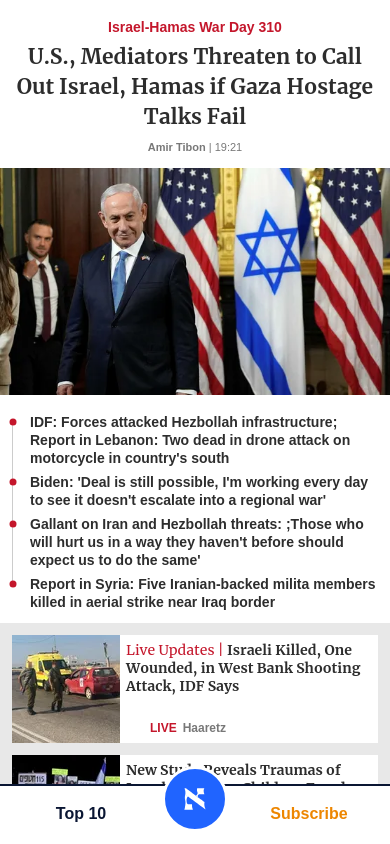 Israel-Hamas War Day 310
U.S., Mediators Threaten to Call
Out Israel, Hamas if Gaza Hostage
Talks Fail
Amir Tibon | 19:21
IDF: Forces attacked Hezbollah infrastructure;
Report in Lebanon: Two dead in drone attack on
motorcycle in country's south
Biden: 'Deal is still possible, I'm working every day
to see it doesn't escalate into a regional war'
Gallant on Iran and Hezbollah threats: ;Those who
will hurt us in a way they haven't before should
expect us to do the same'
Report in Syria: Five Iranian-backed milita members
killed in aerial strike near Iraq border
Live Updates | Israeli Killed, One
Wounded, in West Bank Shooting
Attack, IDF Says
LIVE Haaretz
New Reveals Traumas of
Top 10
Subscribe